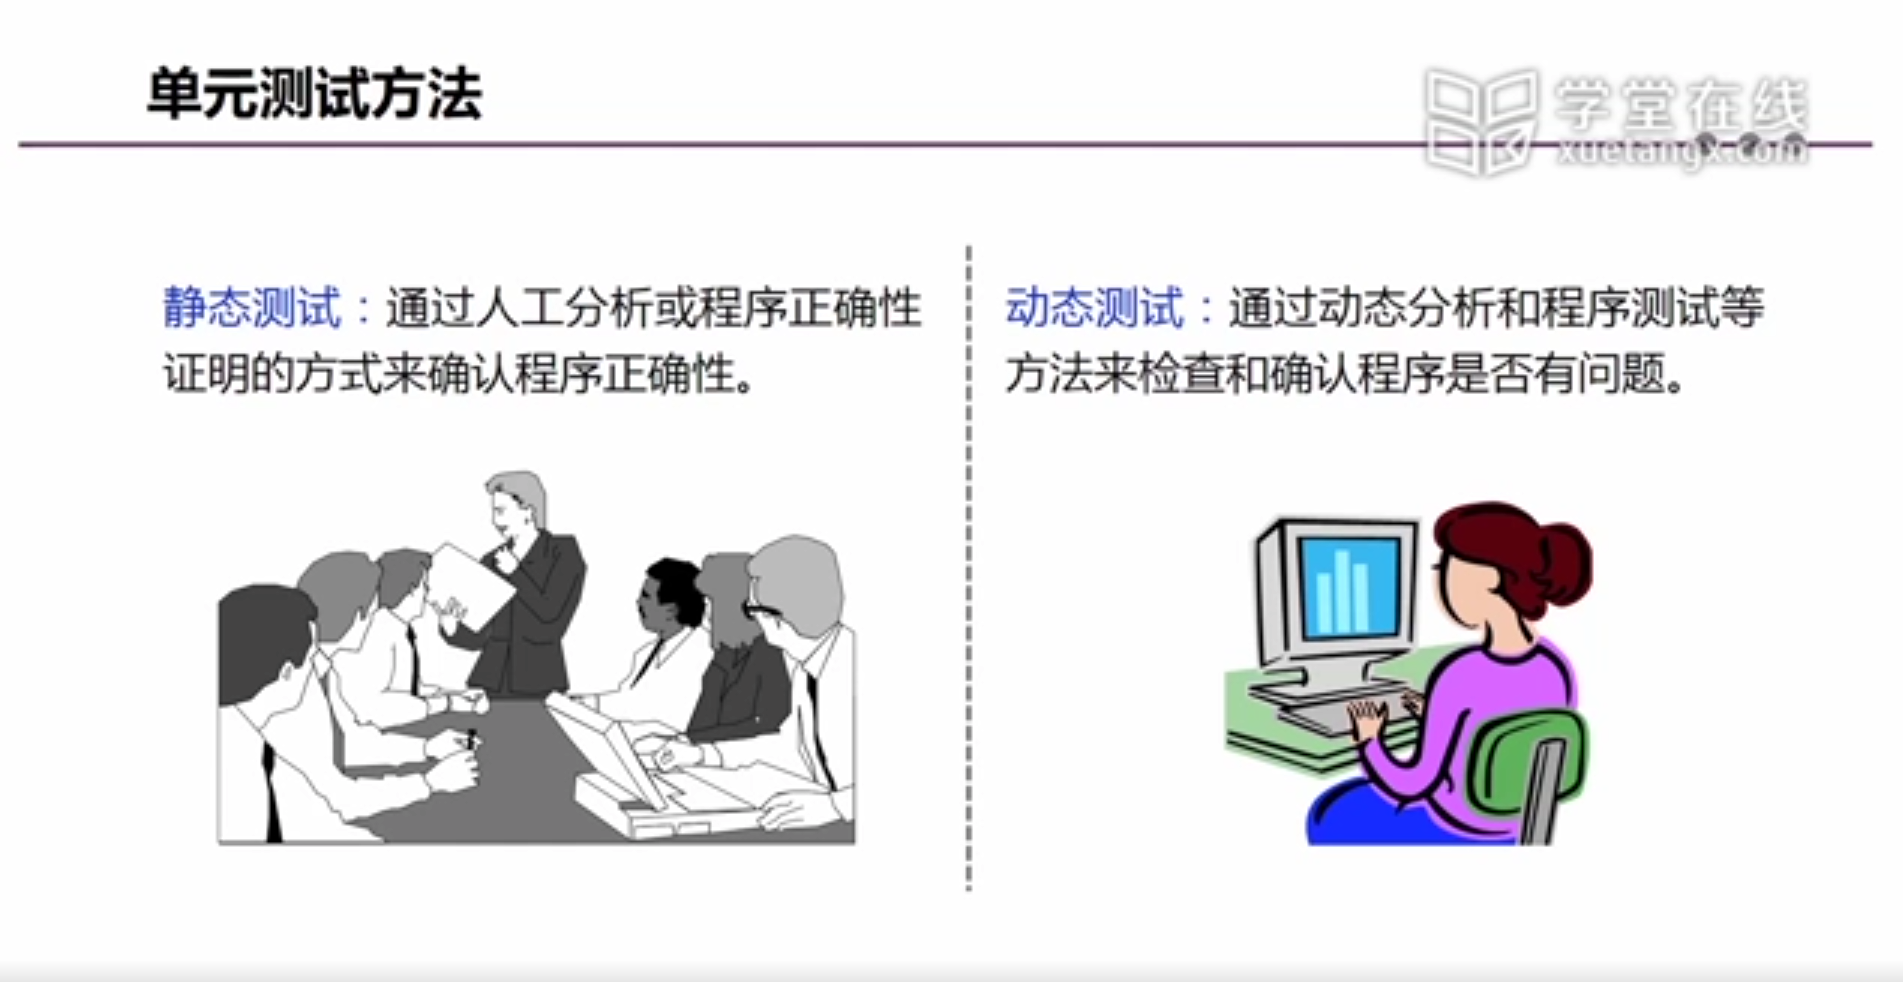 单元测试方法
学堂在线
xuetangx.com
静态测试：通过人工分析或程序正确性
证明的方式来确认程序正确性。
动态测试：通过动态分析和程序测试等
方法来检查和确认程序是否有问题。